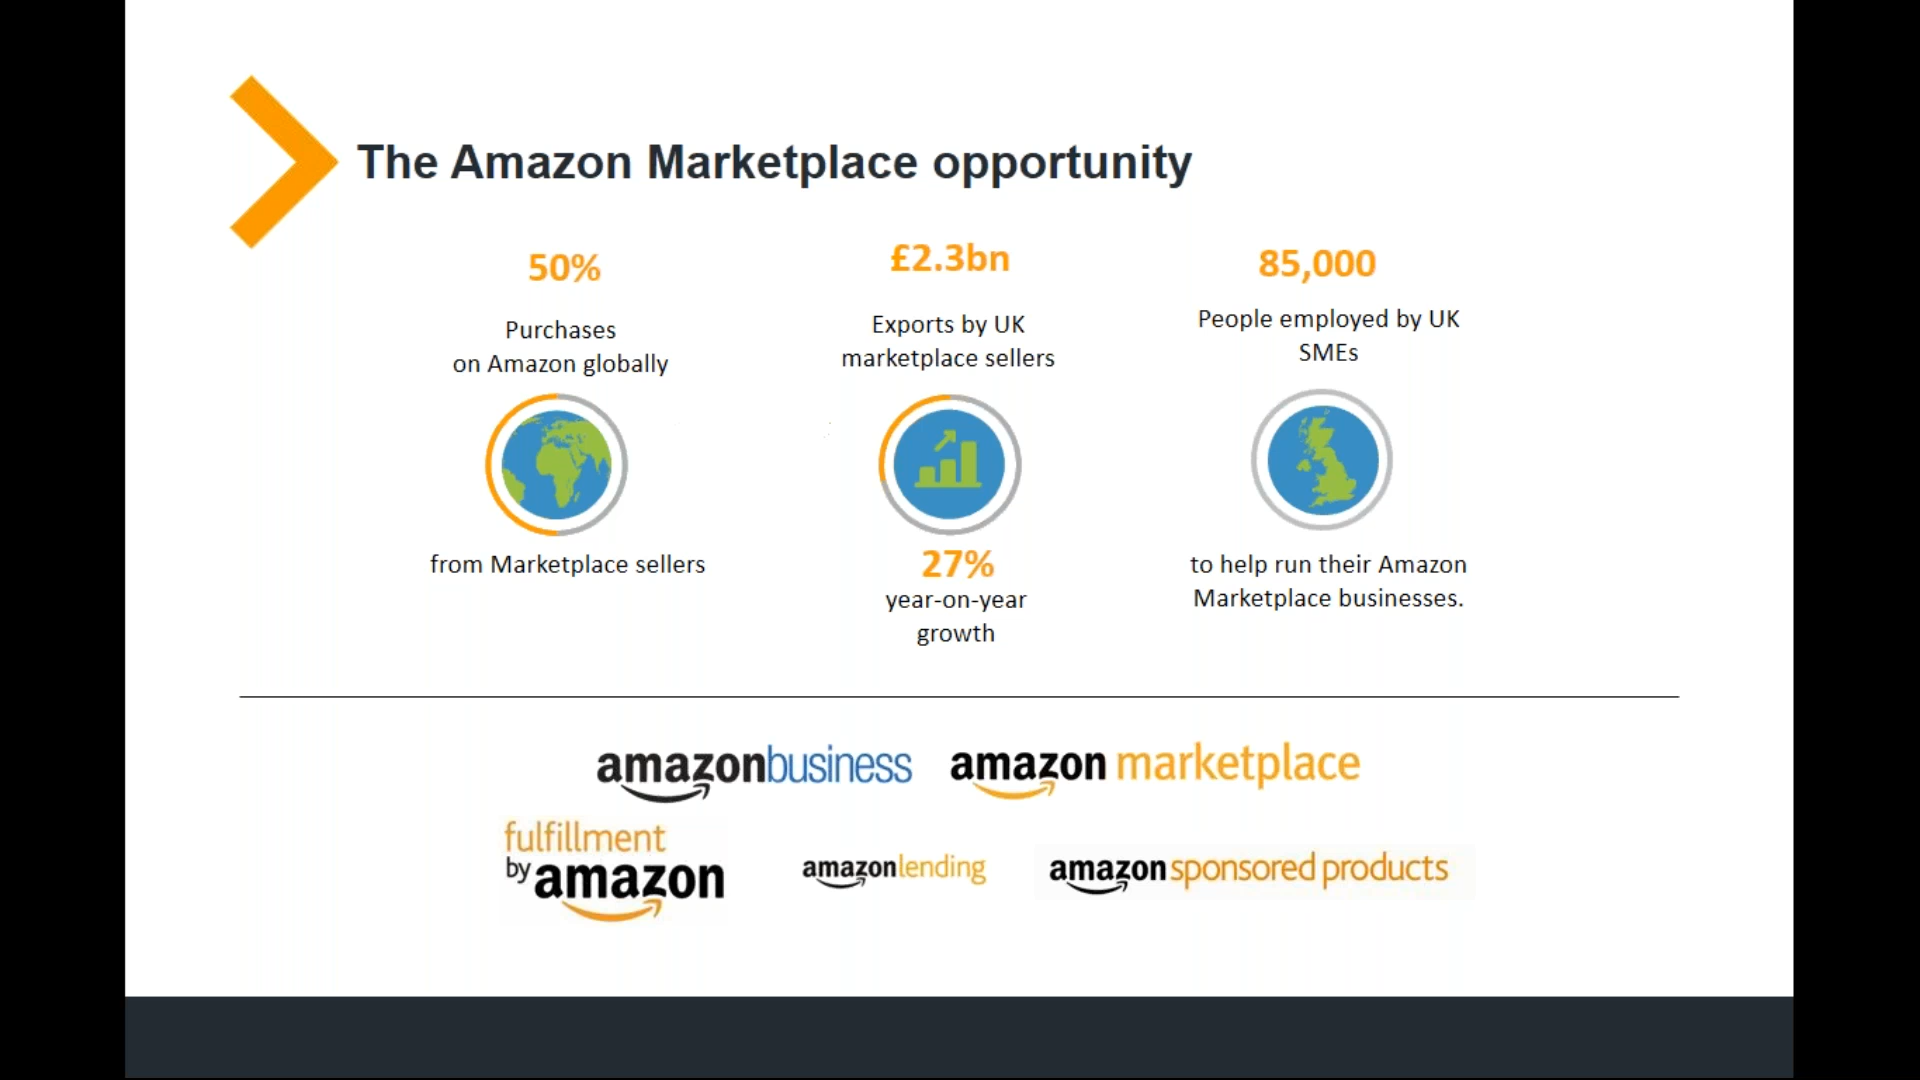 The Amazon Marketplace opportunity
50%
Purchases
on Amazon globally
from Marketplace sellers
£2.3bn
Exports by UK
marketplace sellers
27%
year-on-year
growth
85,000
People employed by UK
SMEs
to help run their Amazon
Marketplace businesses.
amazonbusiness
amazon marketplace
fulfillment
by amazon
amazonlending
amazon sponsored products